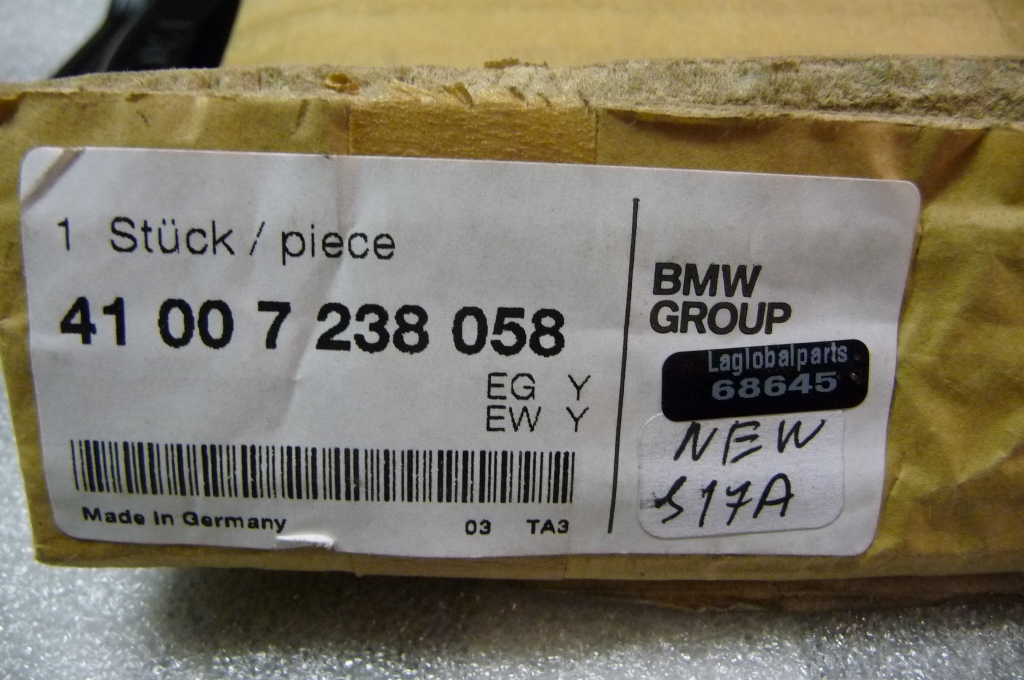 1 Stück / piece
41 00 7 238 058
EG Y
EW Y
Made in Germany 03 TA3
BMW
GROUP
Laglobalparts
68645
NEW
S17A